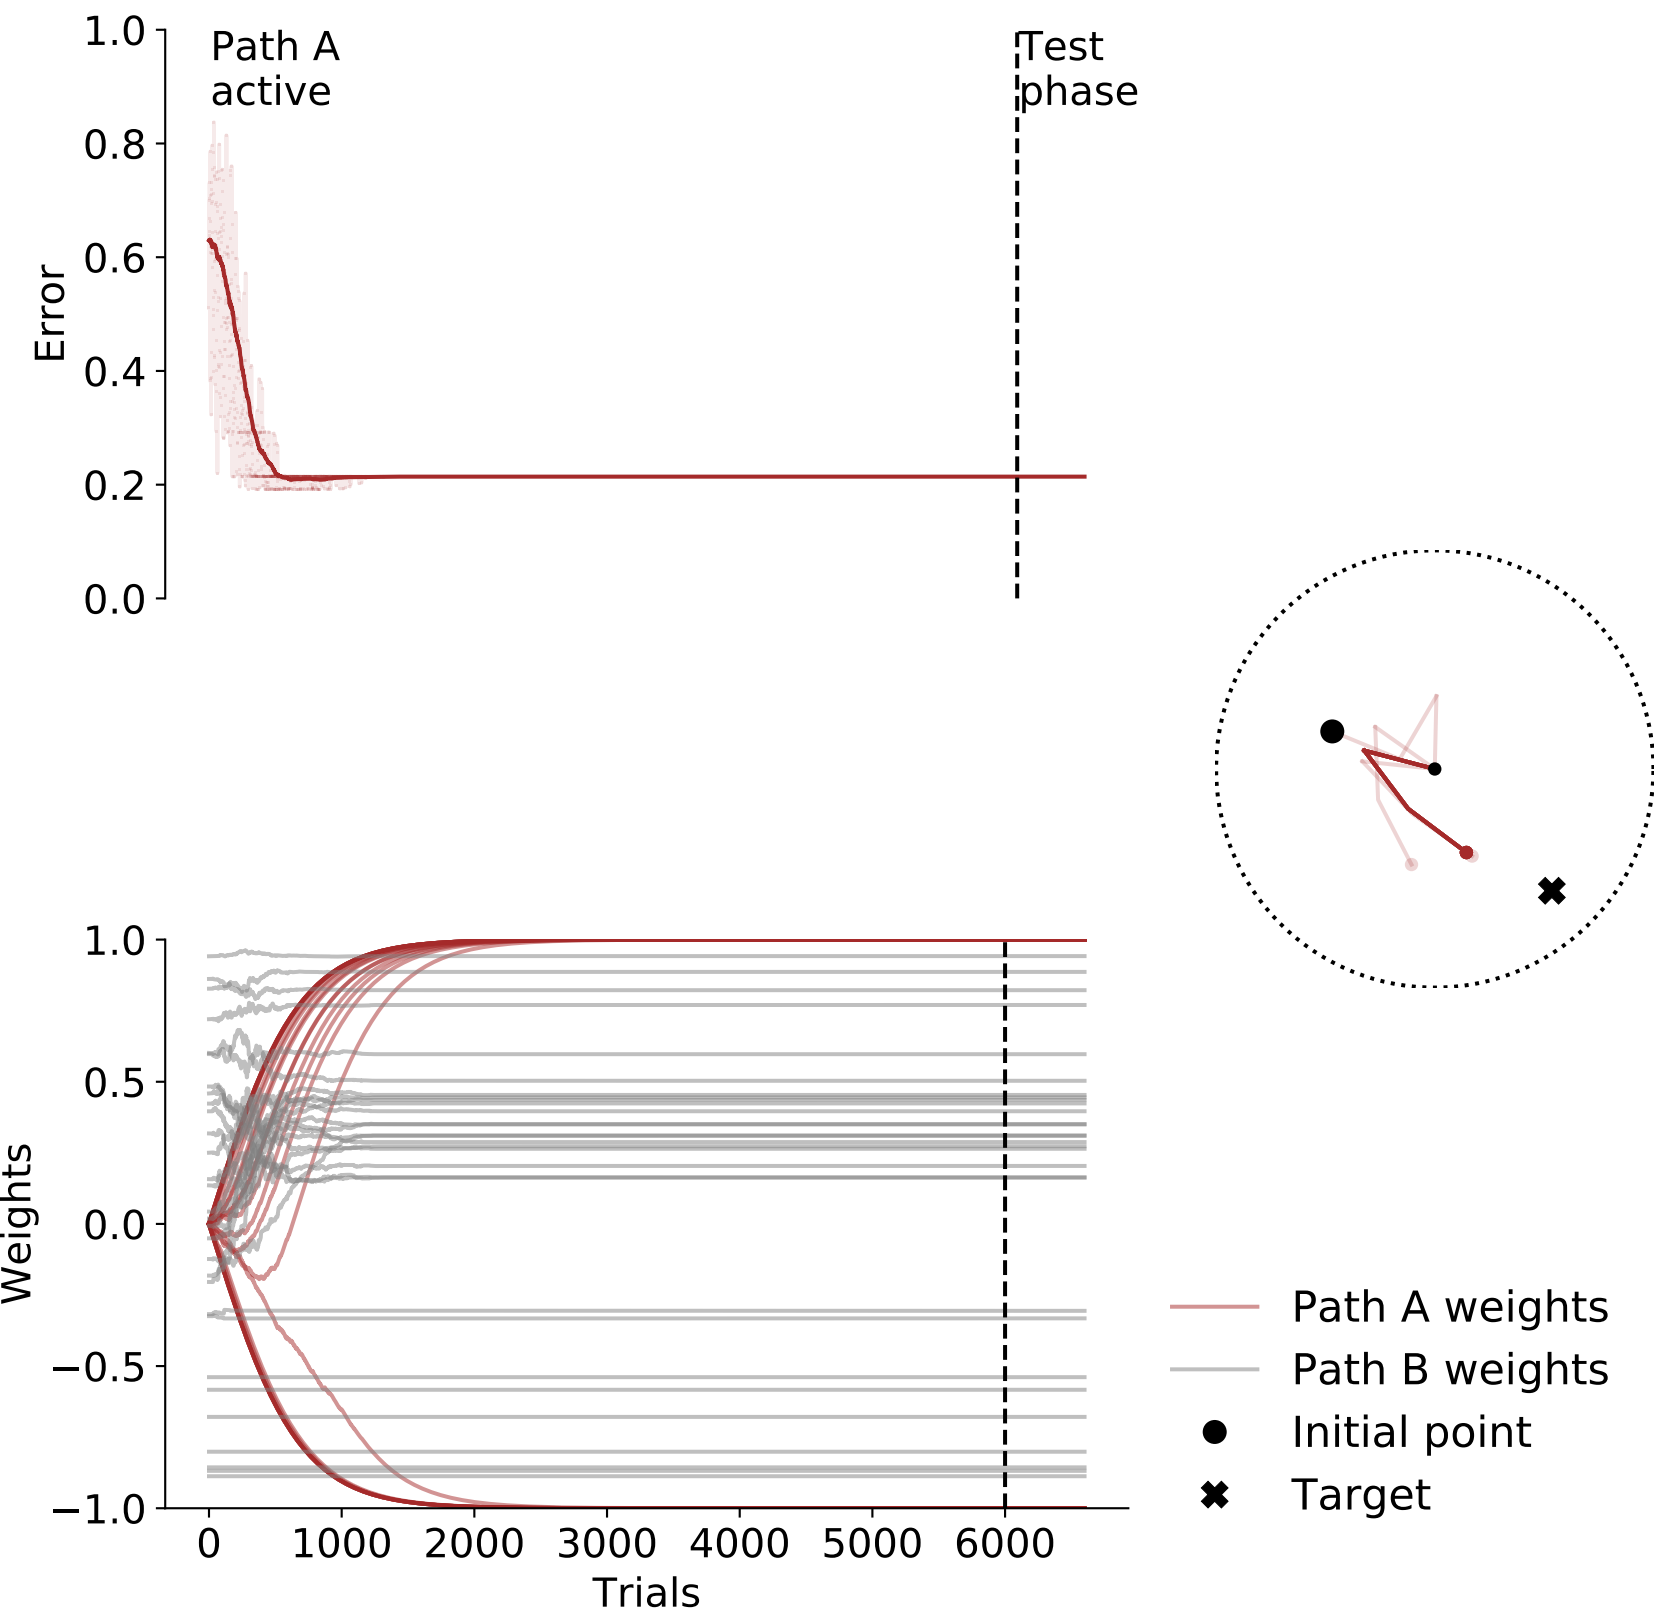 1.0
Path A
active
Test
phase
0.8
0.6
0.4
0.2
0.0
Error
1.0
0.5
0.0
−0.5
−1.0
Weights
0 1000 2000 3000 4000 5000 6000
Trials
Path A weights
Path B weights
Initial point
Target